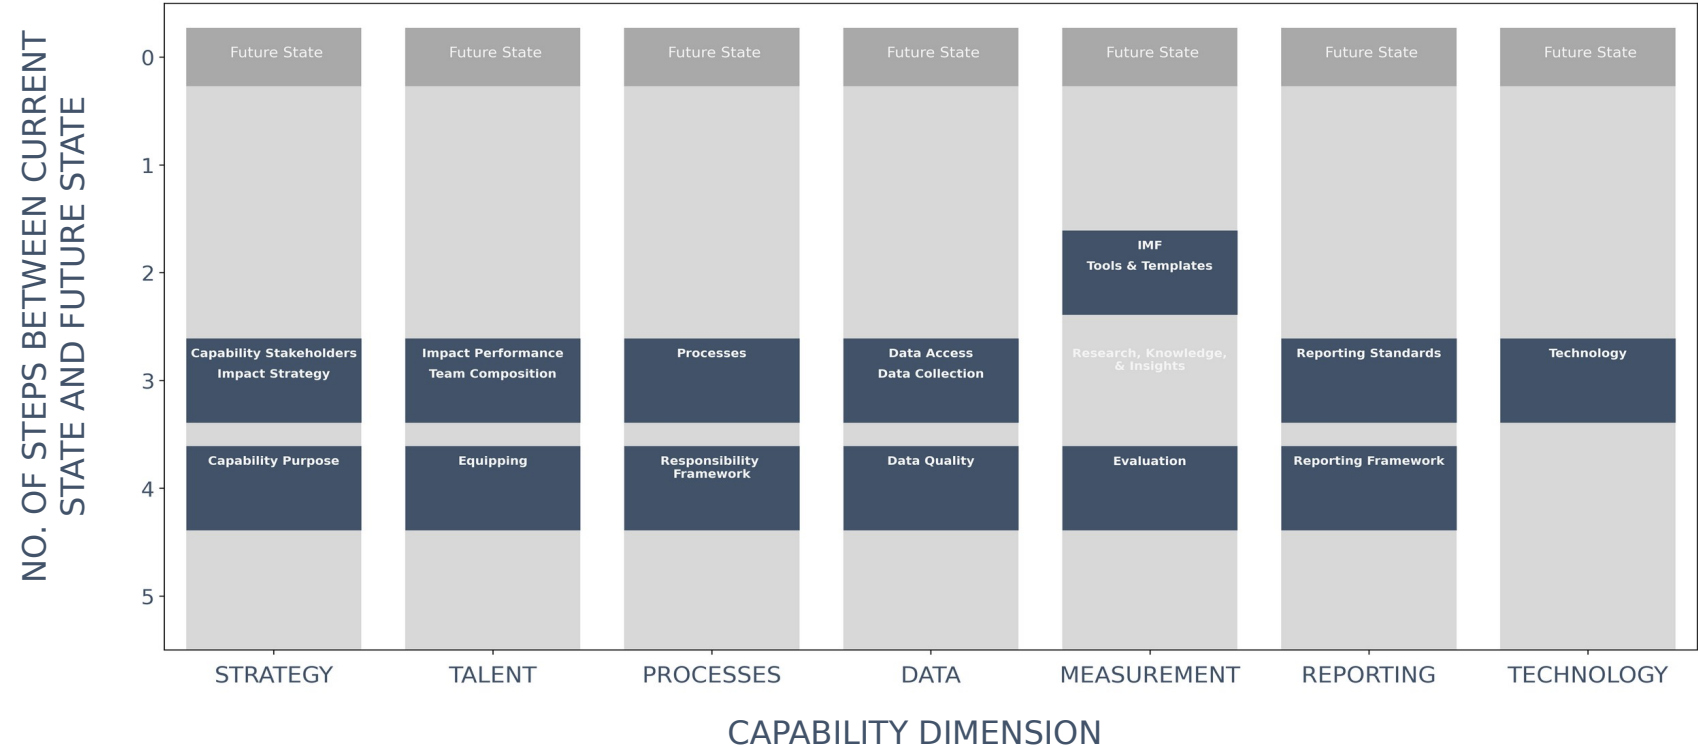 NO. OF STEPS BETWEEN CURRENT
STATE AND FUTURE STATE
0
1
2
3
4
5
Future State
Future State
Future State
Future State
Future State
Future State
Future State
IMF
Tools & Templates
Capability Stakeholders
Impact Strategy
Impact Performance
Team Composition
Processes
Data Access
Data Collection
Research, Knowledge,
& Insights
Reporting Standards
Technology
Capability Purpose
Equipping
Responsibility
Framework
Data Quality
Evaluation
Reporting Framework
STRATEGY
TALENT
PROCESSES
DATA
MEASUREMENT
REPORTING
TECHNOLOGY
CAPABILITY DIMENSION